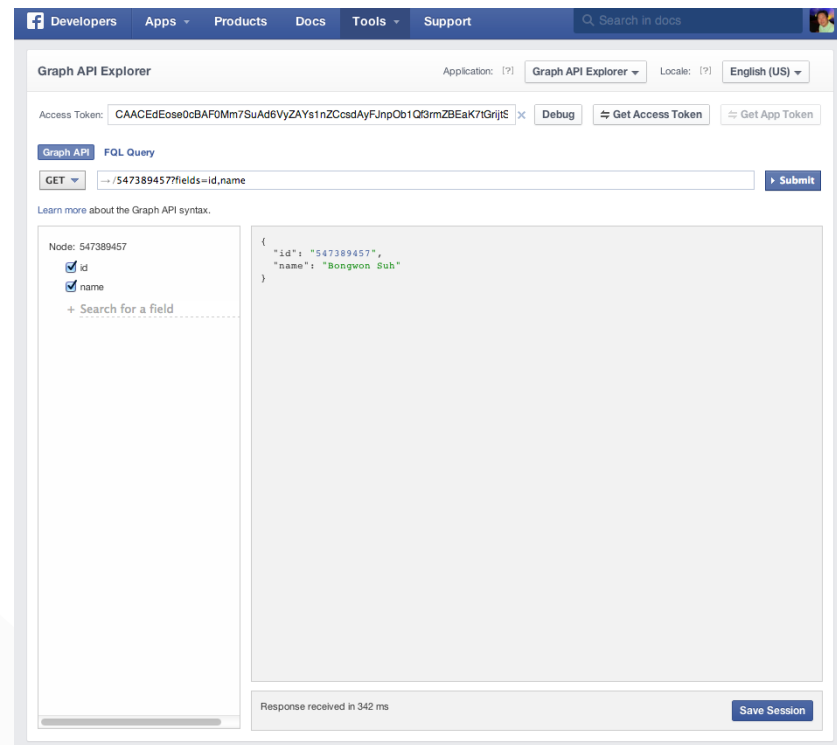 Developers Apps Products Docs Tools Support Search in docs
Graph API Explorer Application: [?] Graph API Explorer Locale: [?] English (US)
Access Token: CAACEdEose0cBAF0Mm7SuAd6VyZAYs1nZCcsdAyFJnpOb1Qf3rmZBEaK7tGrijtS × Debug Get Access Token Get App Token
Graph API FQL Query
GET → /547389457?fields=id,name Submit
Learn more about the Graph API syntax.
Node: 547389457
id
name
+ Search for a field
{
"id": "547389457",
"name": "Bongwon Suh"
}
Response received in 342 ms Save Session